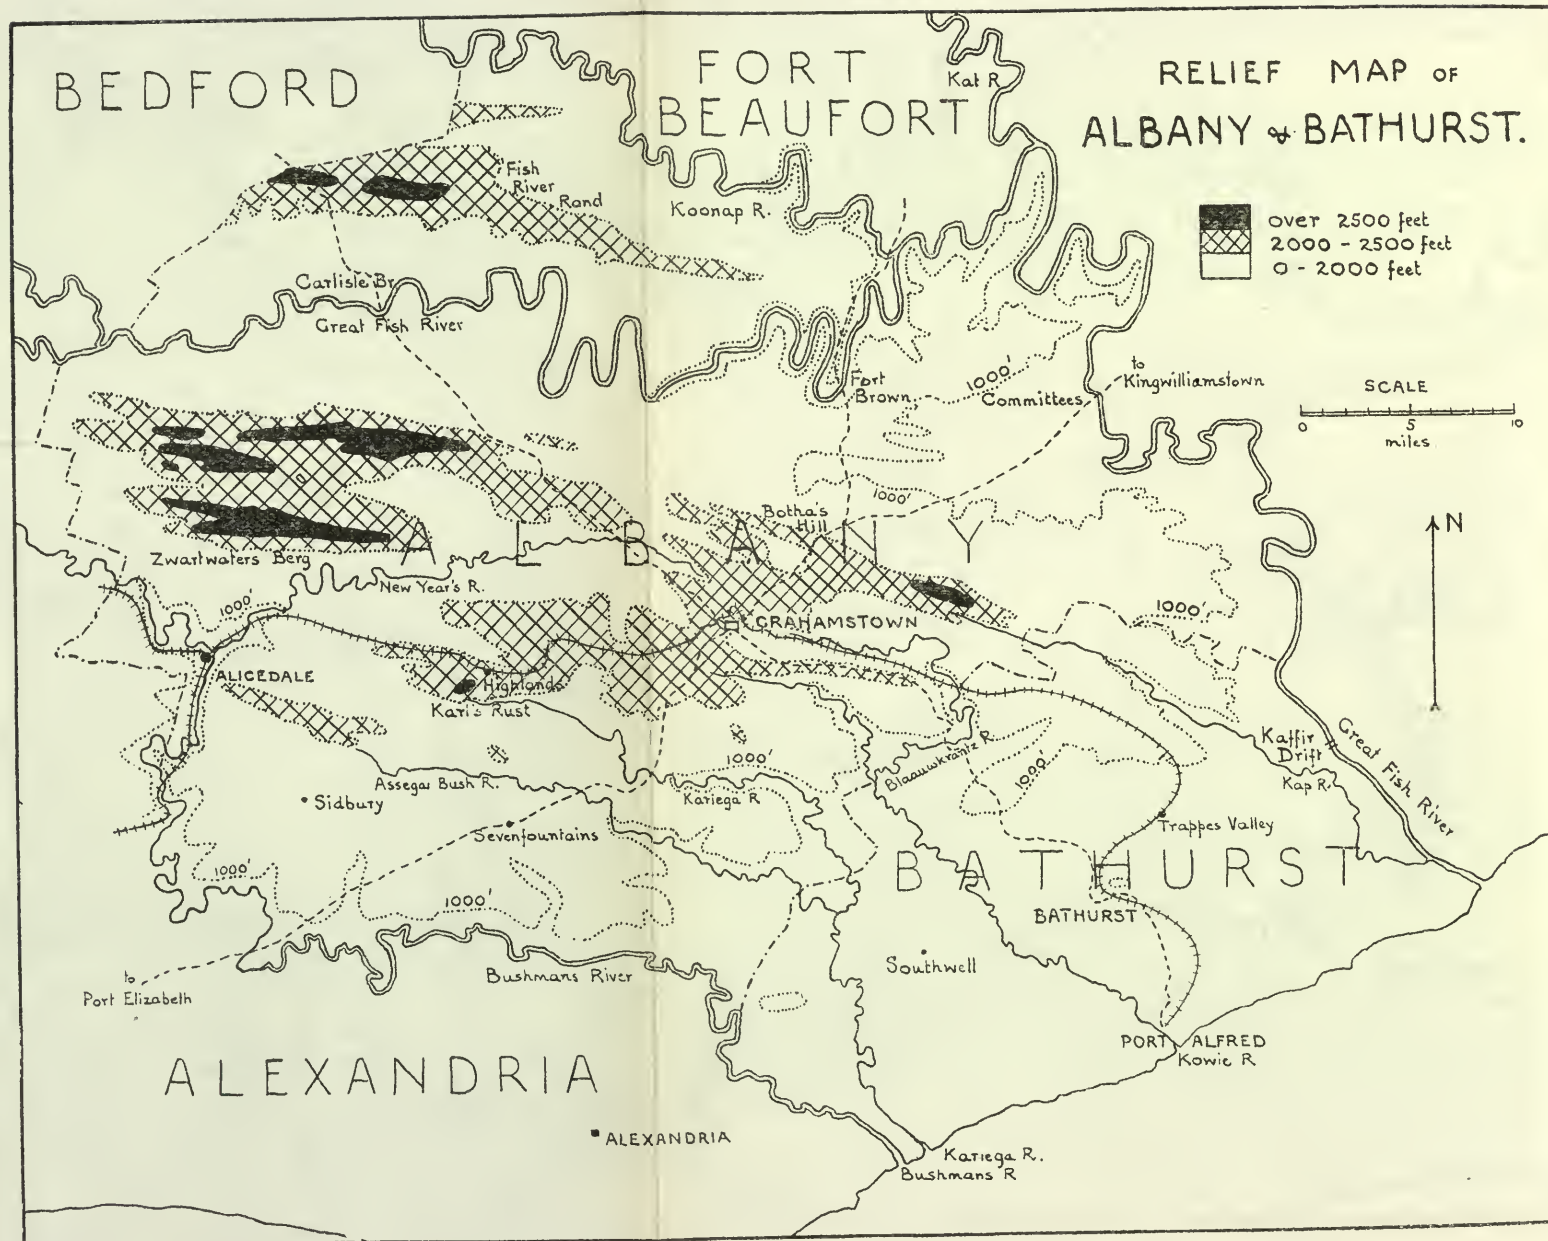 BEDFORD
FORT
BEAUFORT
Kat R.
RELIEF MAP OF
ALBANY & BATHURST.
over 2500 feet
2000 - 2500 feet
0 - 2000 feet
Fish
River
Rand
Koonap R.
Carlisle Br.
Great Fish River
Fort
Brown
1000'
Committees
to
Kingwilliamstown
SCALE
0 5 10
miles
1000'
Botha's
Hill
ALBANY
N
Zwartwaters Berg
New Year's R.
1000'
1000'
GRAHAMSTOWN
ALICEDALE
Highlands
Kari's Rust
Kaffir
Drift
Great Fish River
Kap R.
Blaauwkrantz R.
1000'
1000'
Assegai Bush R.
Kariega R
Sidbury
Sevenfountains
Trappes Valley
BATHURST
1000'
1000'
BATHURST
Southwell
Bushmans River
to
Port Elizabeth
PORT ALFRED
Kowie R
ALEXANDRIA
ALEXANDRIA
Kariega R.
Bushmans R